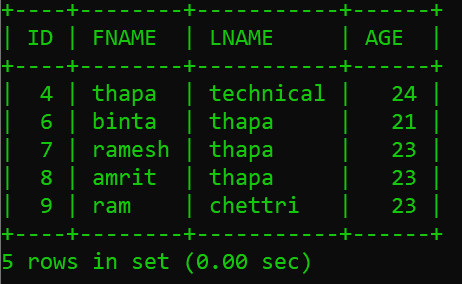 +----+--------+-----------+------+
| ID | FNAME  | LNAME     | AGE  |
+----+--------+-----------+------+
|  4 | thapa  | technical |   24 |
|  6 | binta  | thapa     |   21 |
|  7 | ramesh | thapa     |   23 |
|  8 | amrit  | thapa     |   23 |
|  9 | ram    | chettri   |   23 |
+----+--------+-----------+------+
5 rows in set (0.00 sec)